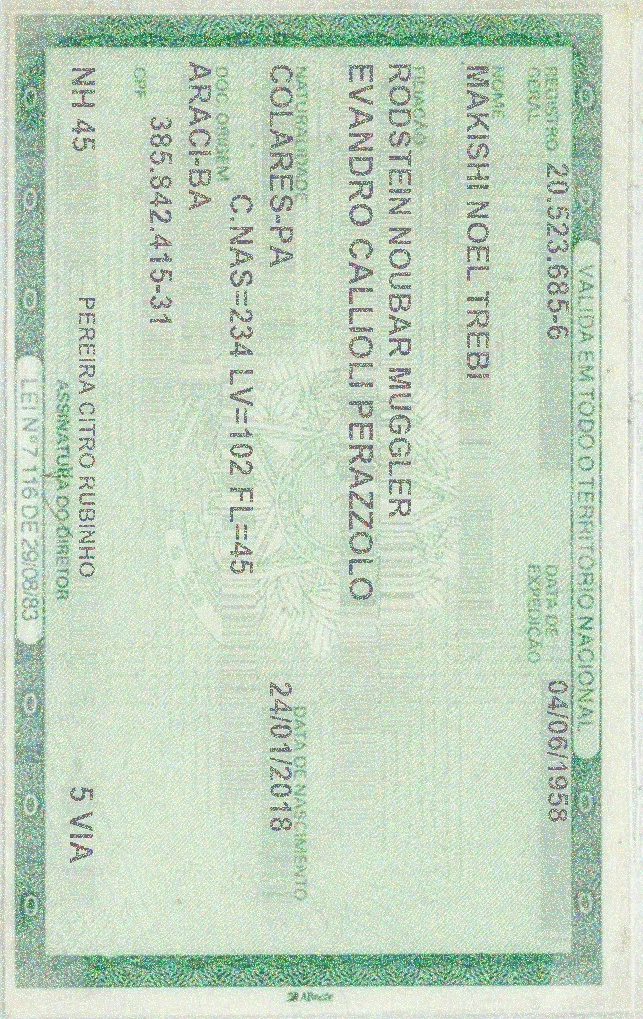 VÁLIDA EM TODO O TERRITÓRIO NACIONAL
REGISTRO GERAL 20.523.685-6 DATA DE EXPEDIÇÃO 04/06/1958
NOME
MAKISHI NOEL TREBI
FILIAÇÃO
RODSTEIN NOUBAR MUGGLER
EVANDRO CALLIOLI PERAZZOLO
NATURALIDADE DATA DE NASCIMENTO
COLARES-PA 24/01/2018
DOC. ORIGEM C.NAS=234 LV=102 FL=45
ARACI-BA
CPF 385.842.415-31
NH 45 PEREIRA CITRO RUBINHO 5 VIA
ASSINATURA DO DIRETOR
LEI Nº 7.116 DE 29/08/83